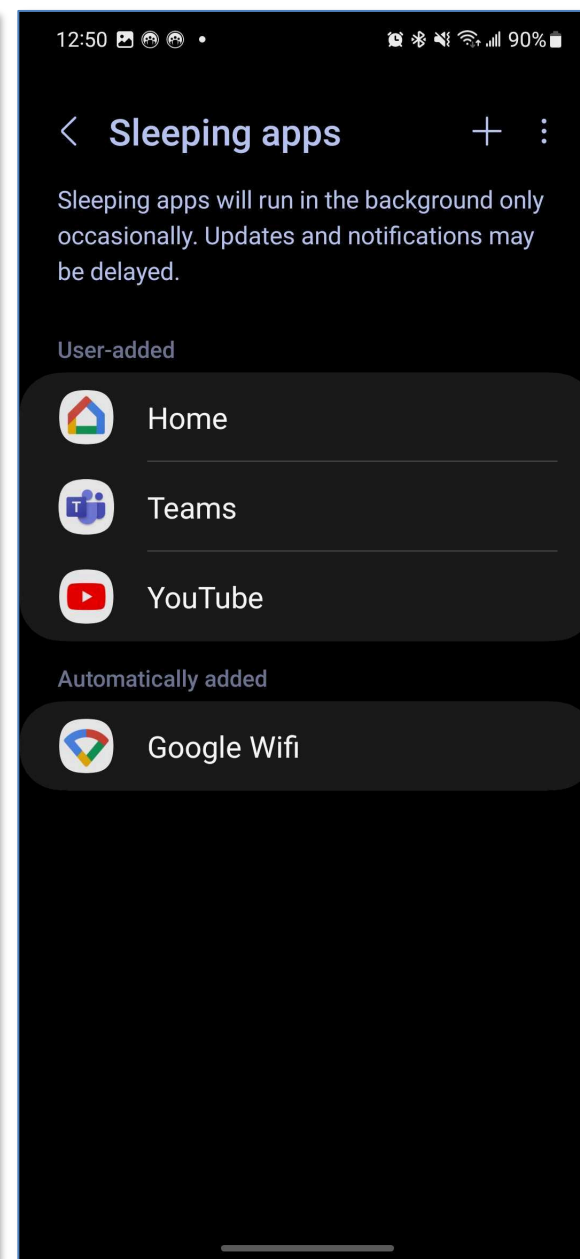 12:50 90%
Sleeping apps
Sleeping apps will run in the background only
occasionally. Updates and notifications may
be delayed.
User-added
Home
T
Teams
YouTube
Automatically added
Google Wifi